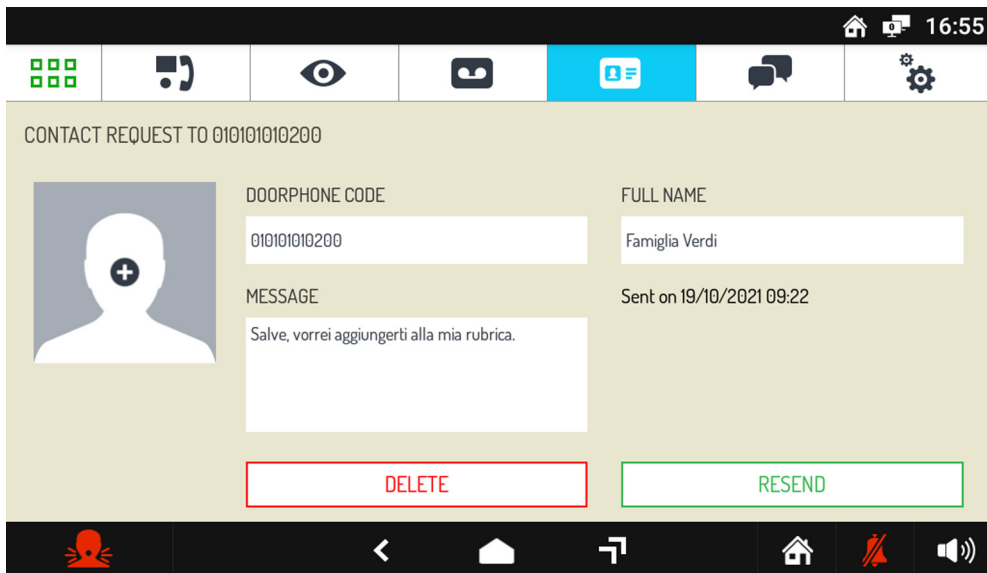 16:55
CONTACT REQUEST TO 010101010200
DOORPHONE CODE
FULL NAME
010101010200
Famiglia Verdi
MESSAGE
Sent on 19/10/2021 09:22
Salve, vorrei aggiungerti alla mia rubrica.
DELETE
RESEND